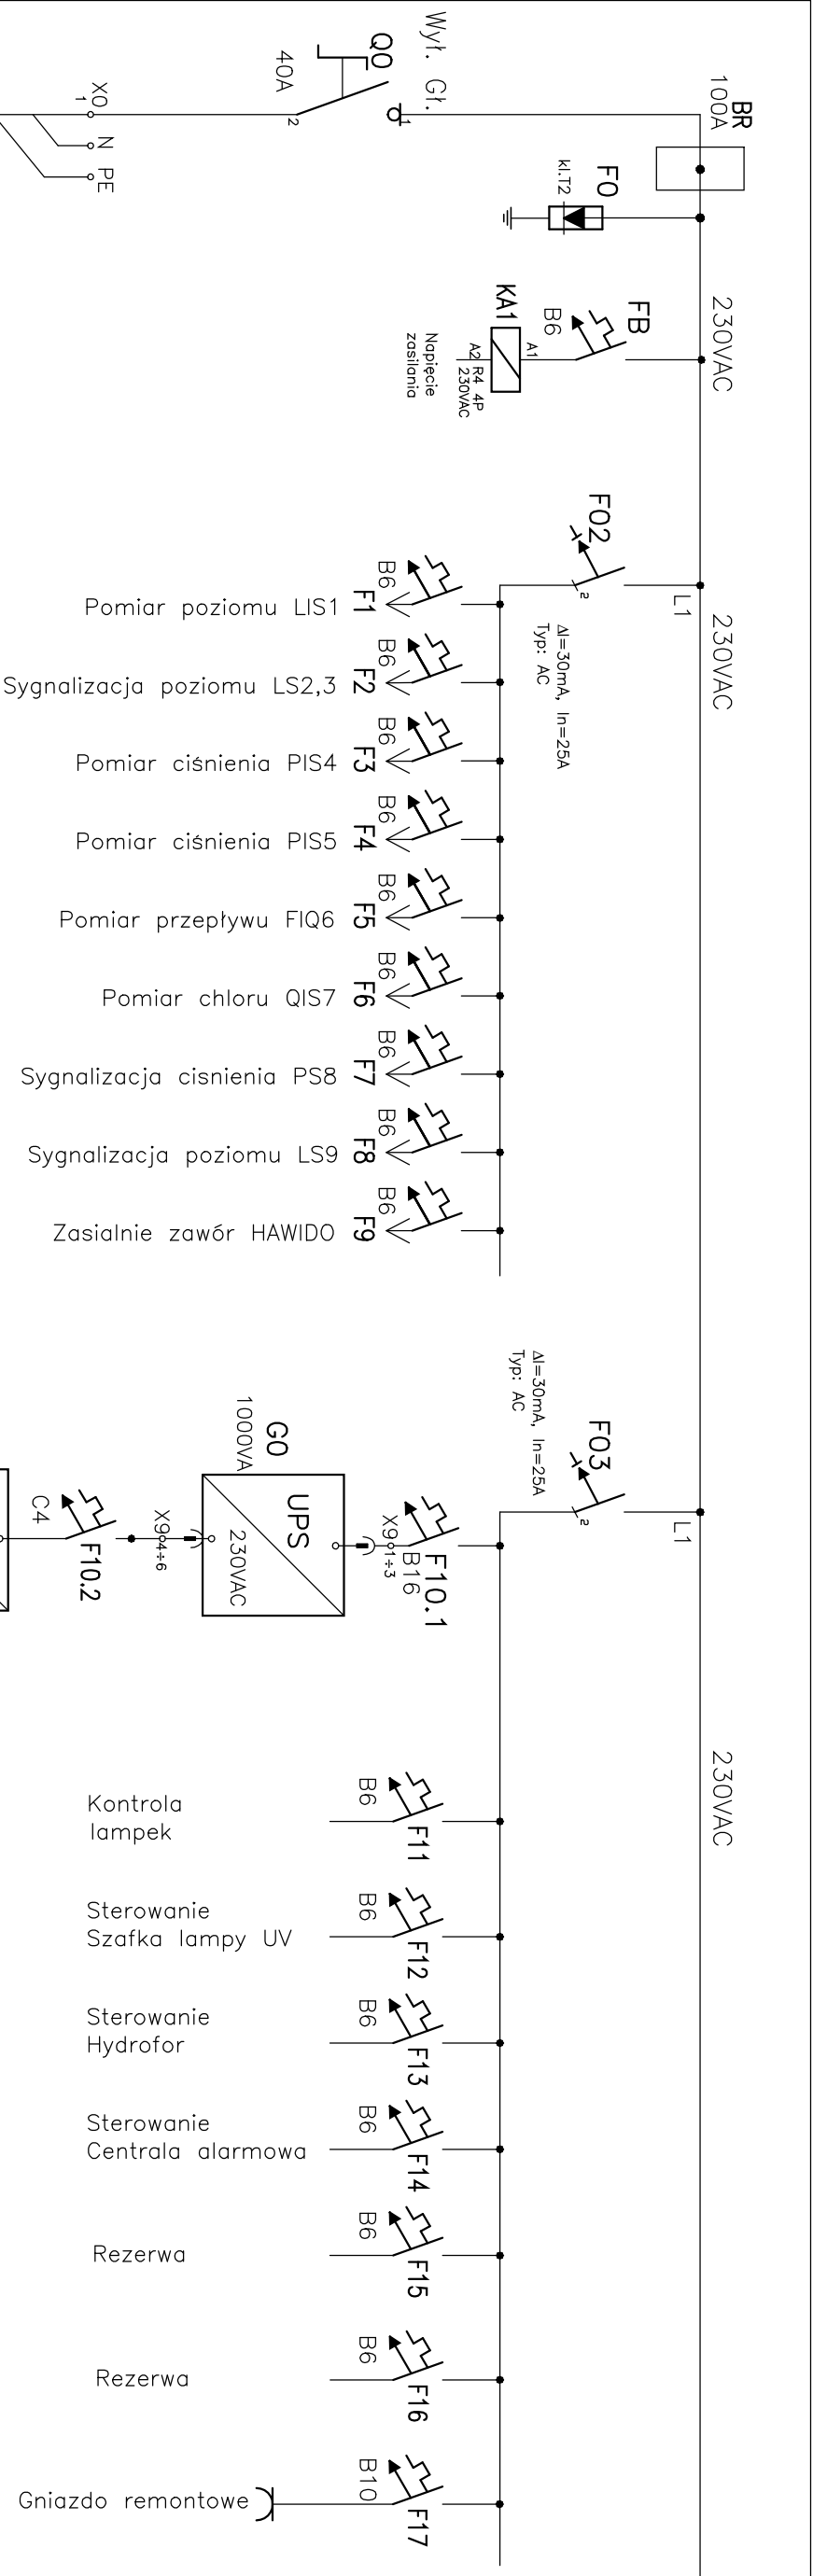 Wył. Gł.
Q0
40A
1
2
X0
1
N
PE
BR
100A
F0
kl.T2
230VAC
FB
B6
KA1
A1
A2
R4 4P
230VAC
Napięcie
zasilania
F02
2
L1
230VAC
ΔI=30mA, In=25A
Typ: AC
B6
F1
Pomiar poziomu LIS1
B6
F2
Sygnalizacja poziomu LS2,3
B6
F3
Pomiar ciśnienia PIS4
B6
F4
Pomiar ciśnienia PIS5
B6
F5
Pomiar przepływu FIQ6
B6
F6
Pomiar chloru QIS7
B6
F7
Sygnalizacja cisnienia PS8
B6
F8
Sygnalizacja poziomu LS9
B6
F9
Zasialnie zawór HAWIDO
F03
2
L1
ΔI=30mA, In=25A
Typ: AC
F10.1
B16
X9 1÷3
G0
1000VA
UPS
230VAC
X9 4÷6
F10.2
C4
230VAC
B6
F11
Kontrola
lampek
B6
F12
Sterowanie
Szafka lampy UV
B6
F13
Sterowanie
Hydrofor
B6
F14
Sterowanie
Centrala alarmowa
B6
F15
Rezerwa
B6
F16
Rezerwa
B10
F17
Gniazdo remontowe